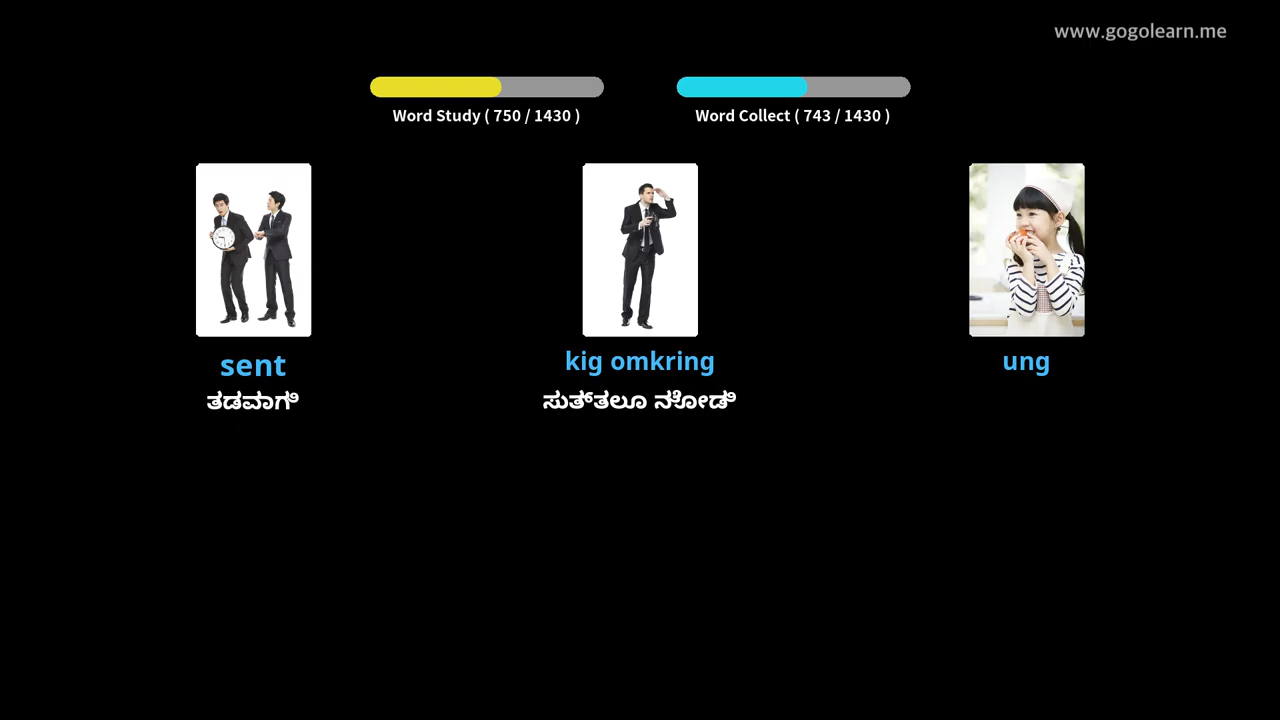 www.gogolearn.me
Word Study ( 750 / 1430 )
Word Collect ( 743 / 1430 )
sent
kig omkring
ung
ತಡವಾಗಿ
ಸುತ್ತಲೂ ನೋಡಿ